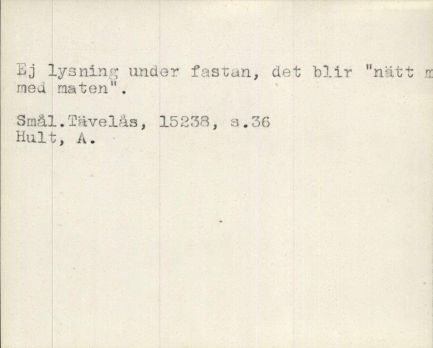 Ej lysning under fastan, det blir "nätt m
med maten".
Smål.Tävelås, 15238, s.36
Hult, A.